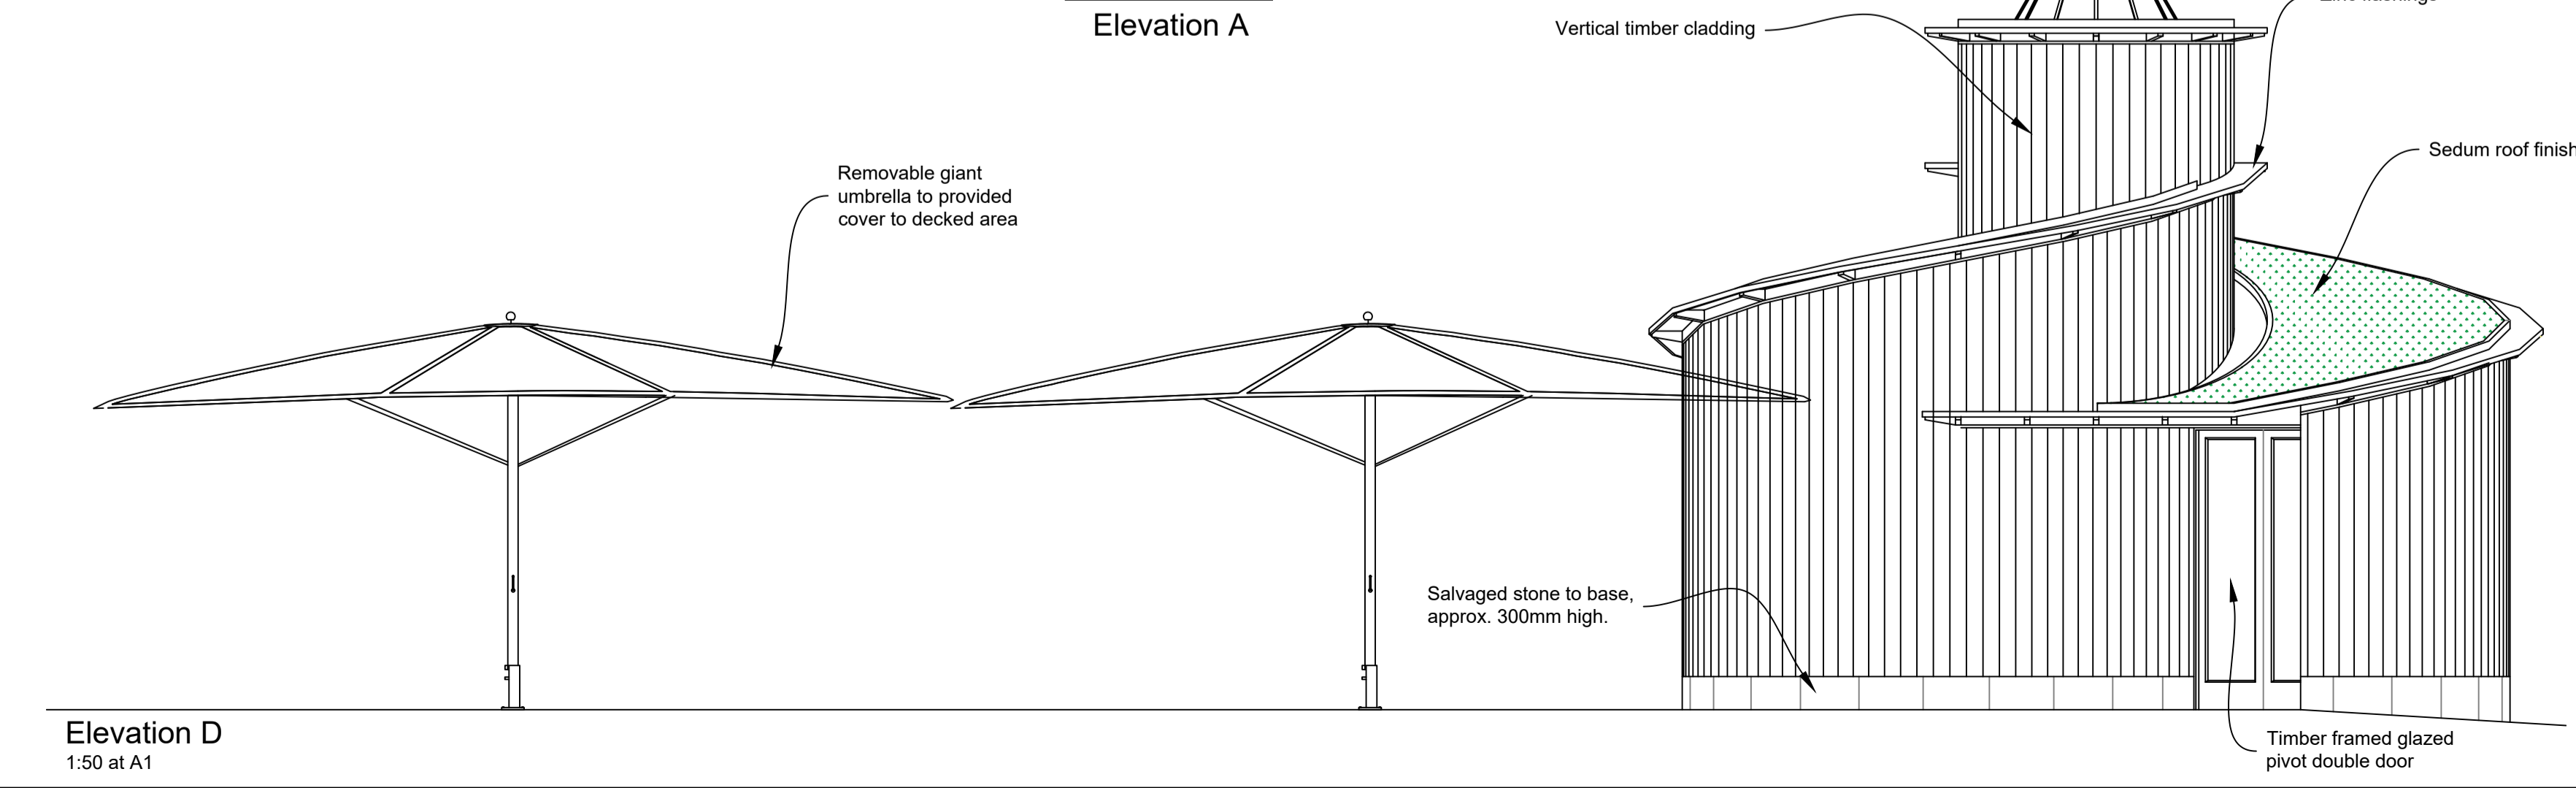 Elevation A
Vertical timber cladding
Sedum roof finish
Removable giant
umbrella to provided
cover to decked area
Salvaged stone to base,
approx. 300mm high.
Elevation D
1:50 at A1
Timber framed glazed
pivot double door